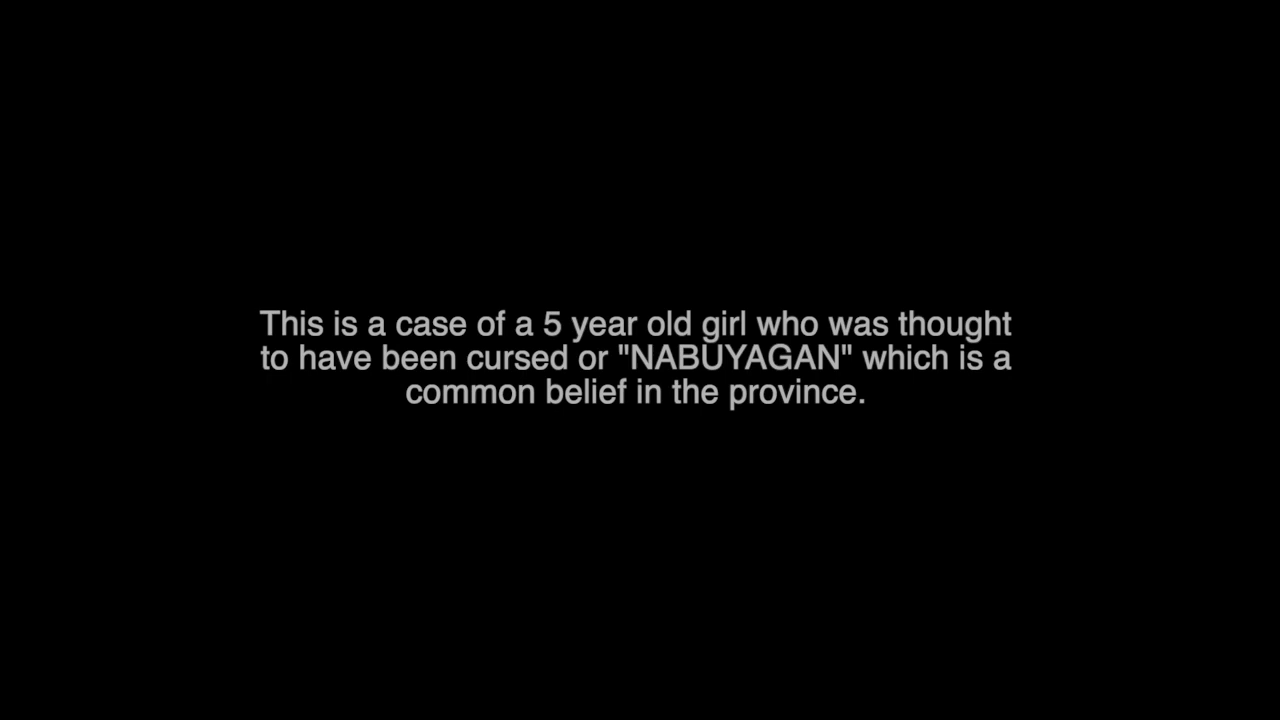 This is a case of a 5 year old girl who was thought
to have been cursed or "NABUYAGAN" which is a
common belief in the province.